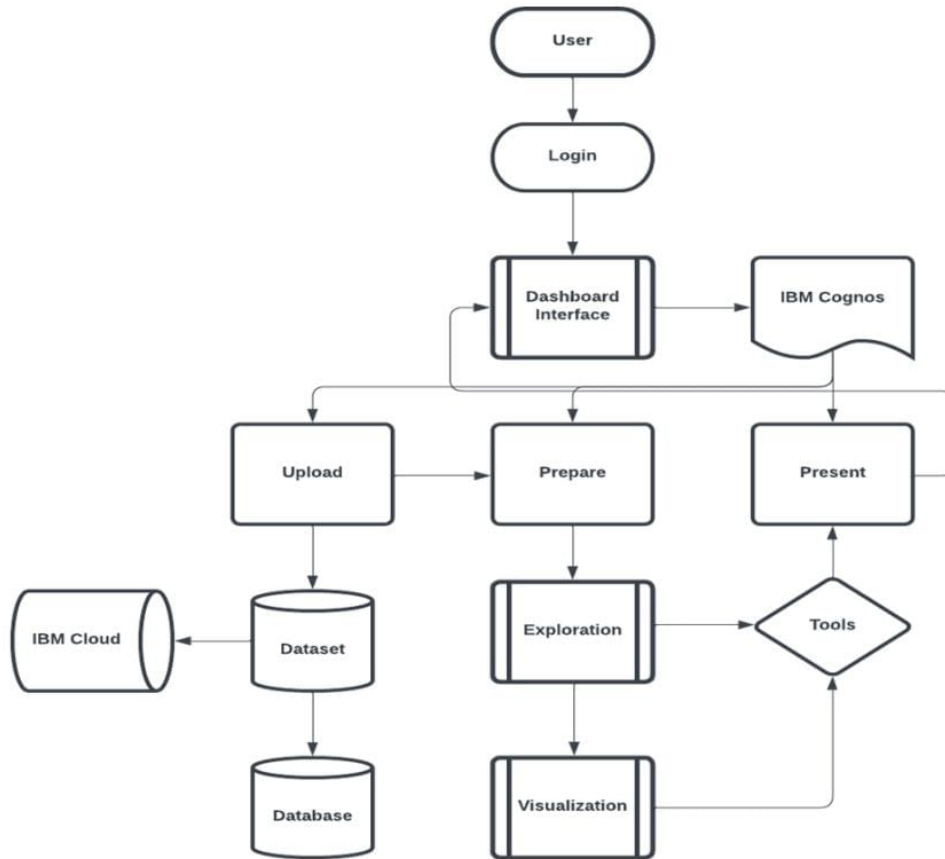 User
Login
Dashboard
Interface
IBM Cognos
Upload
Prepare
Present
IBM Cloud
Dataset
Exploration
Tools
Database
Visualization